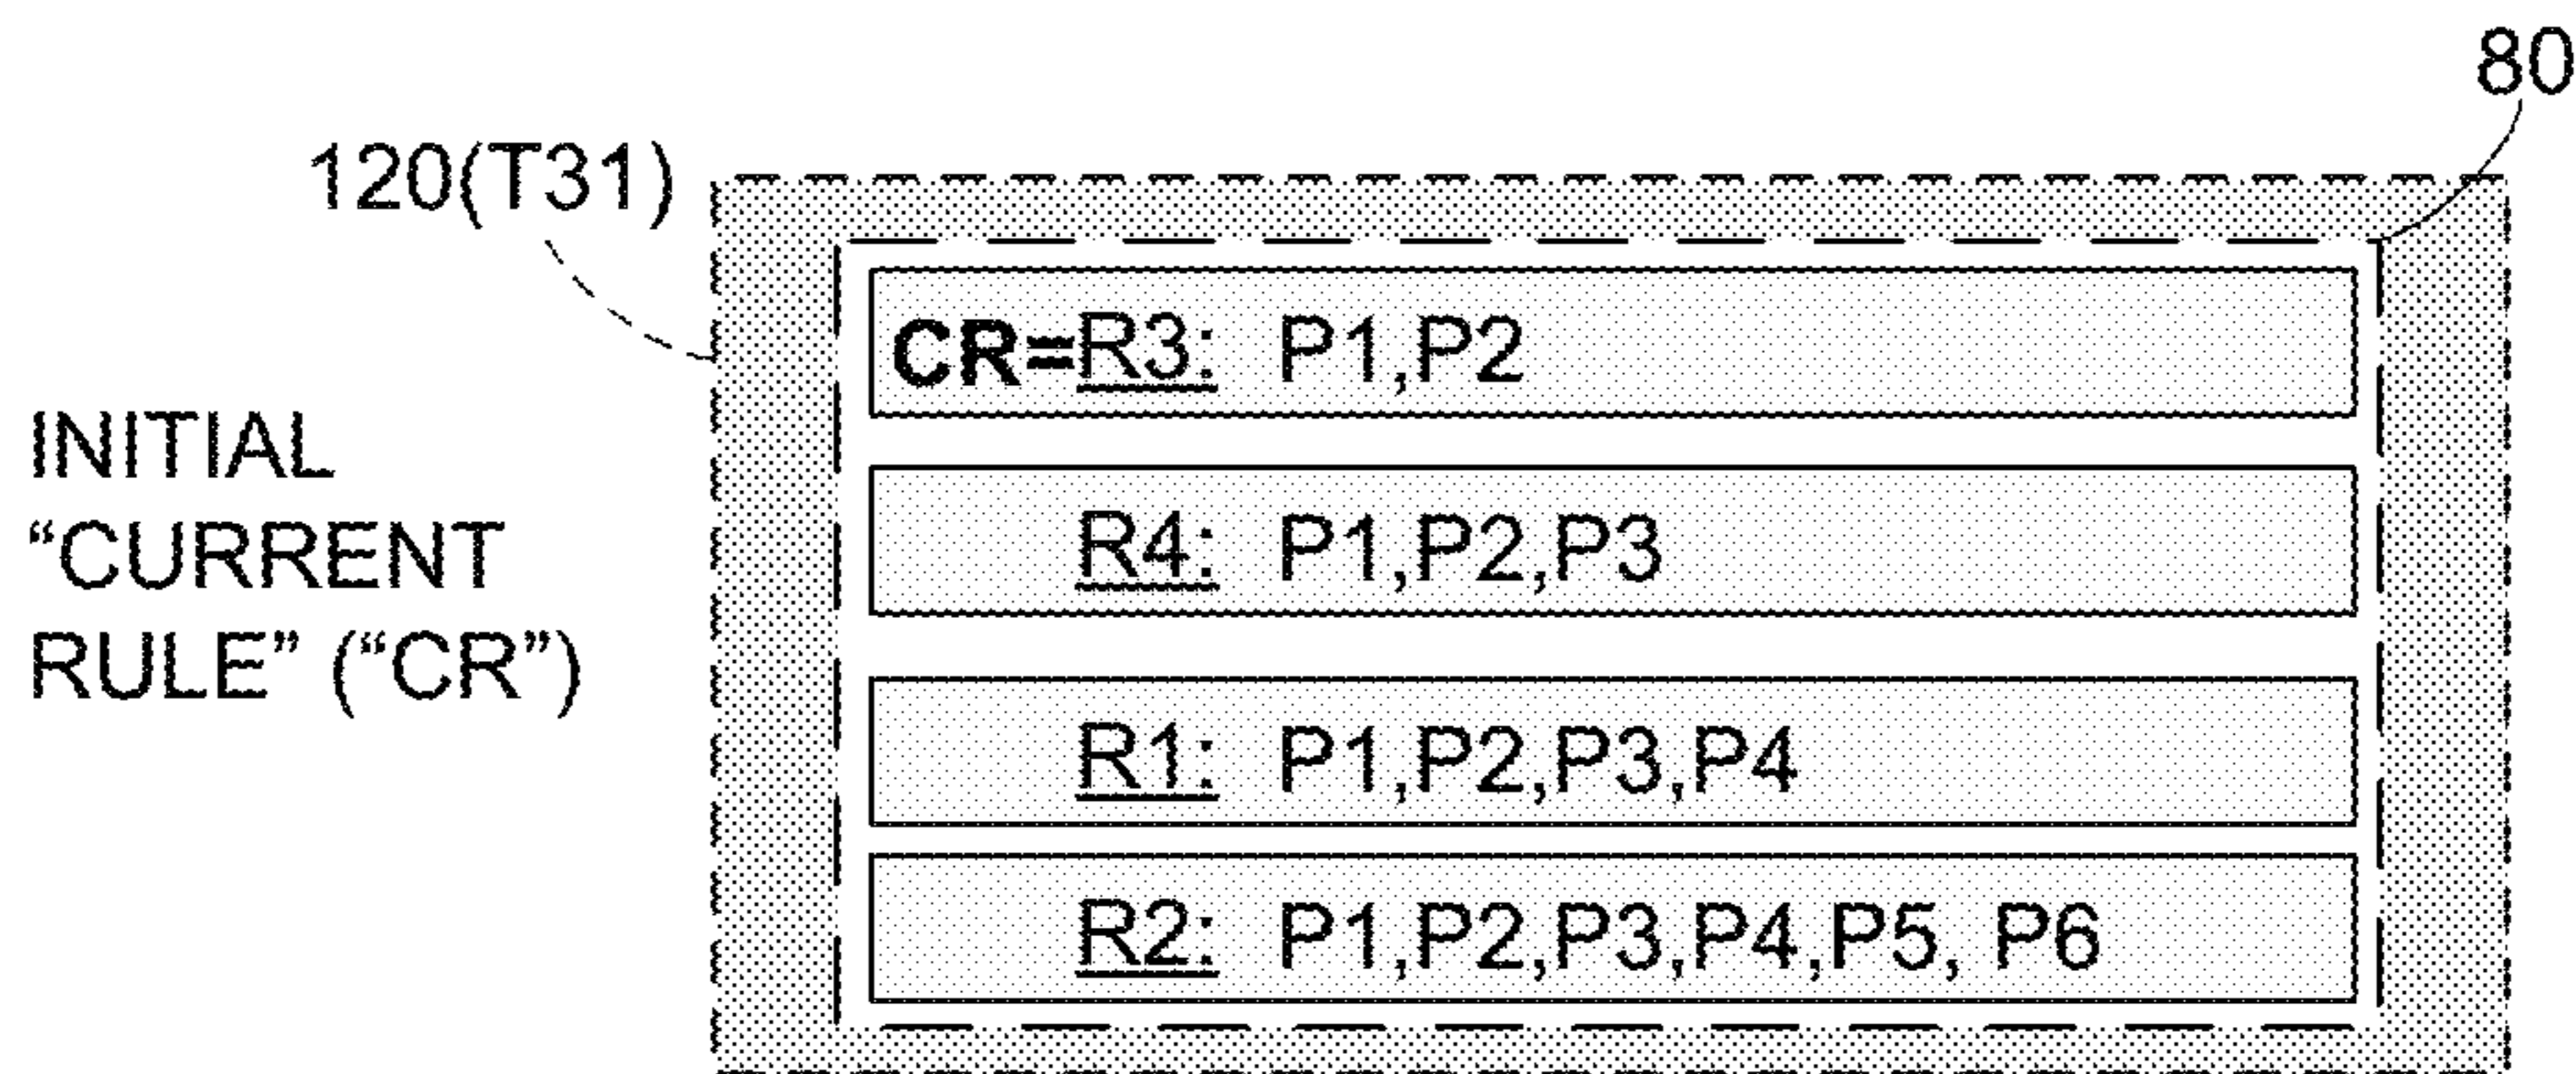 80
120(T31)
INITIAL
“CURRENT
RULE” (“CR”)
CR=R3: P1,P2
R4: P1,P2,P3
R1: P1,P2,P3,P4
R2: P1,P2,P3,P4,P5, P6